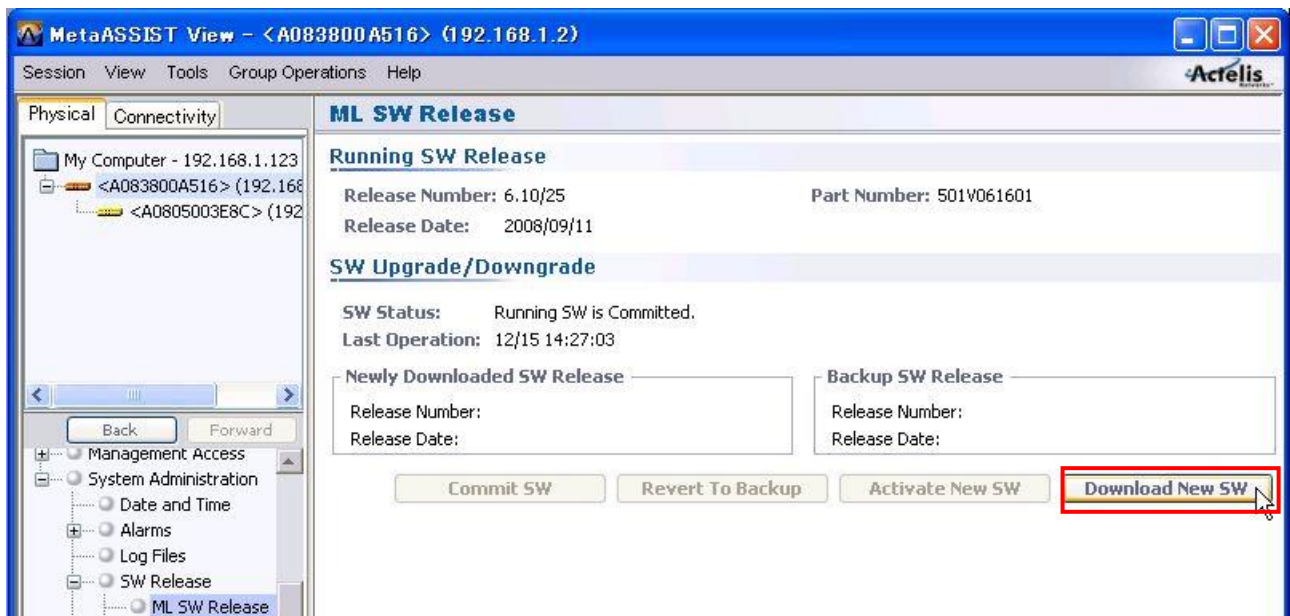 MetaASSIST View - <A083800A516> (192.168.1.2)
Session View Tools Group Operations Help
Actelis
Networks
Physical Connectivity
ML SW Release
My Computer - 192.168.1.123
<A083800A516> (192.168
<A0805003E8C> (192
Running SW Release
Release Number: 6.10/25 Part Number: 501V061601
Release Date: 2008/09/11
SW Upgrade/Downgrade
SW Status: Running SW is Committed.
Last Operation: 12/15 14:27:03
Newly Downloaded SW Release Backup SW Release
Release Number: Release Number:
Release Date: Release Date:
Back Forward
Management Access
System Administration
Date and Time
Alarms
Log Files
SW Release
ML SW Release
Commit SW Revert To Backup Activate New SW Download New SW